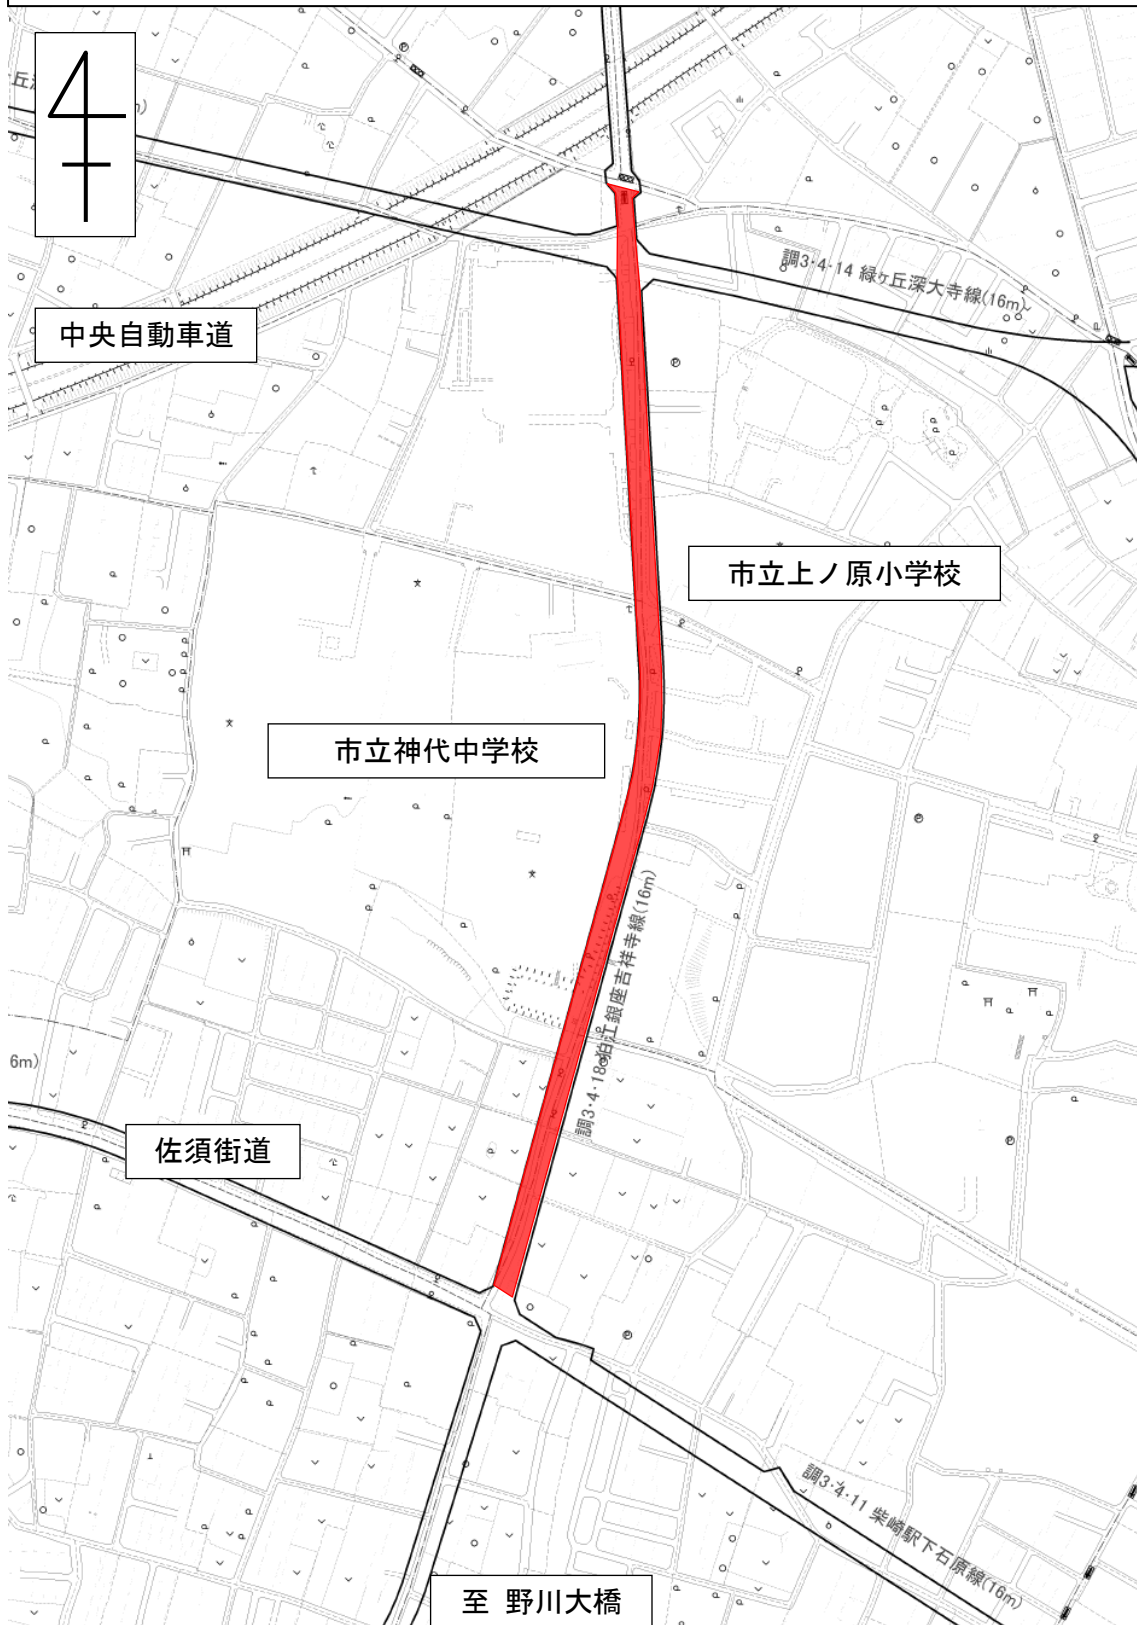 調3・4・14 緑ヶ丘深大寺線(16m)
中央自動車道
市立上ノ原小学校
市立神代中学校
調3・4・18 狛江銀座吉祥寺線(16m)
6m)
佐須街道
調3・4・11 柴崎駅下石原線(16m)
至 野川大橋